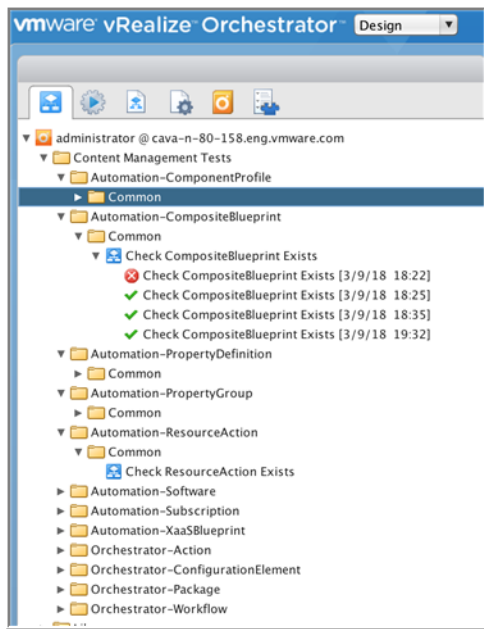 vmware vRealize Orchestrator Design
administrator @ cava-n-80-158.eng.vmware.com
Content Management Tests
Automation-ComponentProfile
Common
Automation-CompositeBlueprint
Common
Check CompositeBlueprint Exists
Check CompositeBlueprint Exists [3/9/18 18:22]
Check CompositeBlueprint Exists [3/9/18 18:25]
Check CompositeBlueprint Exists [3/9/18 18:35]
Check CompositeBlueprint Exists [3/9/18 19:32]
Automation-PropertyDefinition
Common
Automation-PropertyGroup
Common
Automation-ResourceAction
Common
Check ResourceAction Exists
Automation-Software
Automation-Subscription
Automation-XaaSBlueprint
Orchestrator-Action
Orchestrator-ConfigurationElement
Orchestrator-Package
Orchestrator-Workflow